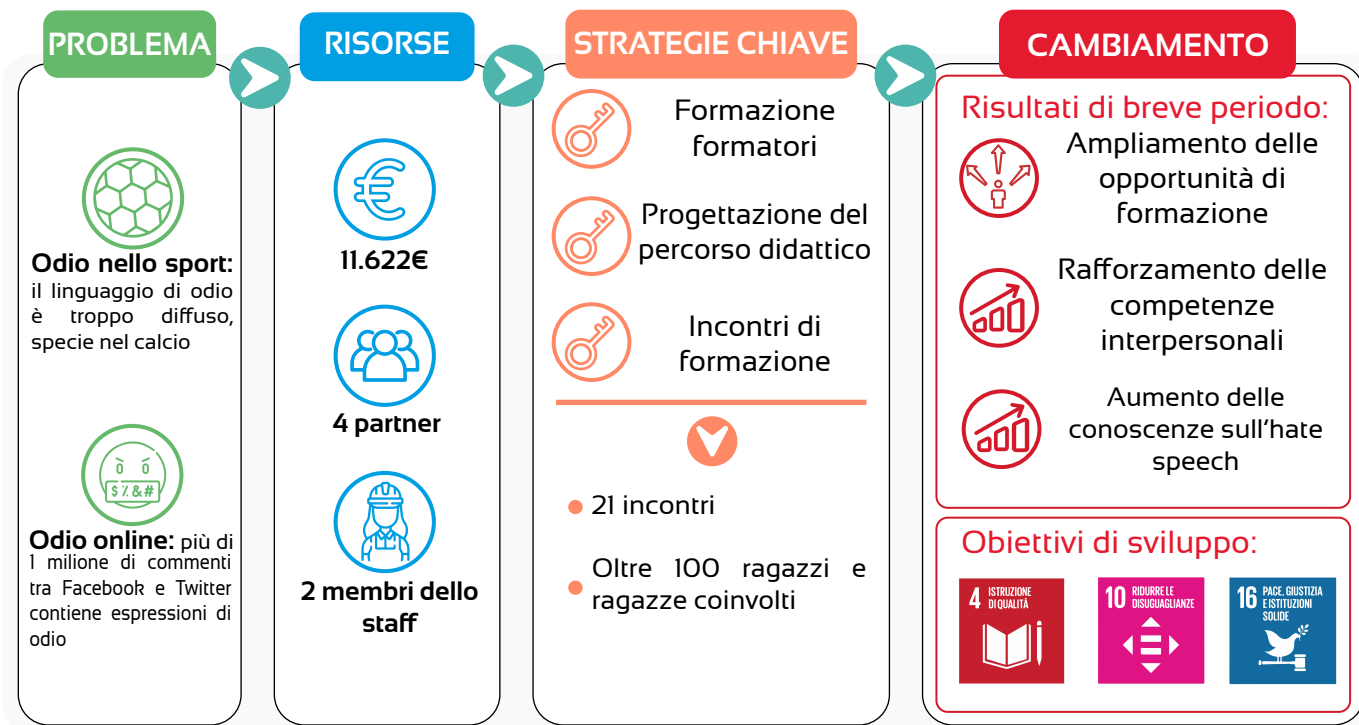 PROBLEMA
Odio nello sport:
il linguaggio di odio
è troppo diffuso,
specie nel calcio
$%&#
Odio online: più di
1 milione di commenti
tra Facebook e Twitter
contiene espressioni di
odio
RISORSE
€
11.622€
4 partner
2 membri dello
staff
STRATEGIE CHIAVE
Formazione
formatori
Progettazione del
percorso didattico
Incontri di
formazione
21 incontri
Oltre 100 ragazzi e
ragazze coinvolti
CAMBIAMENTO
Risultati di breve periodo:
Ampliamento delle
opportunità di
formazione
Rafforzamento delle
competenze
interpersonali
Aumento delle
conoscenze sull'hate
speech
Obiettivi di sviluppo:
4 ISTRUZIONE
DI QUALITÀ
10 RIDURRE LE
DISUGUAGLIANZE
16 PACE, GIUSTIZIA
E ISTITUZIONI
SOLIDE